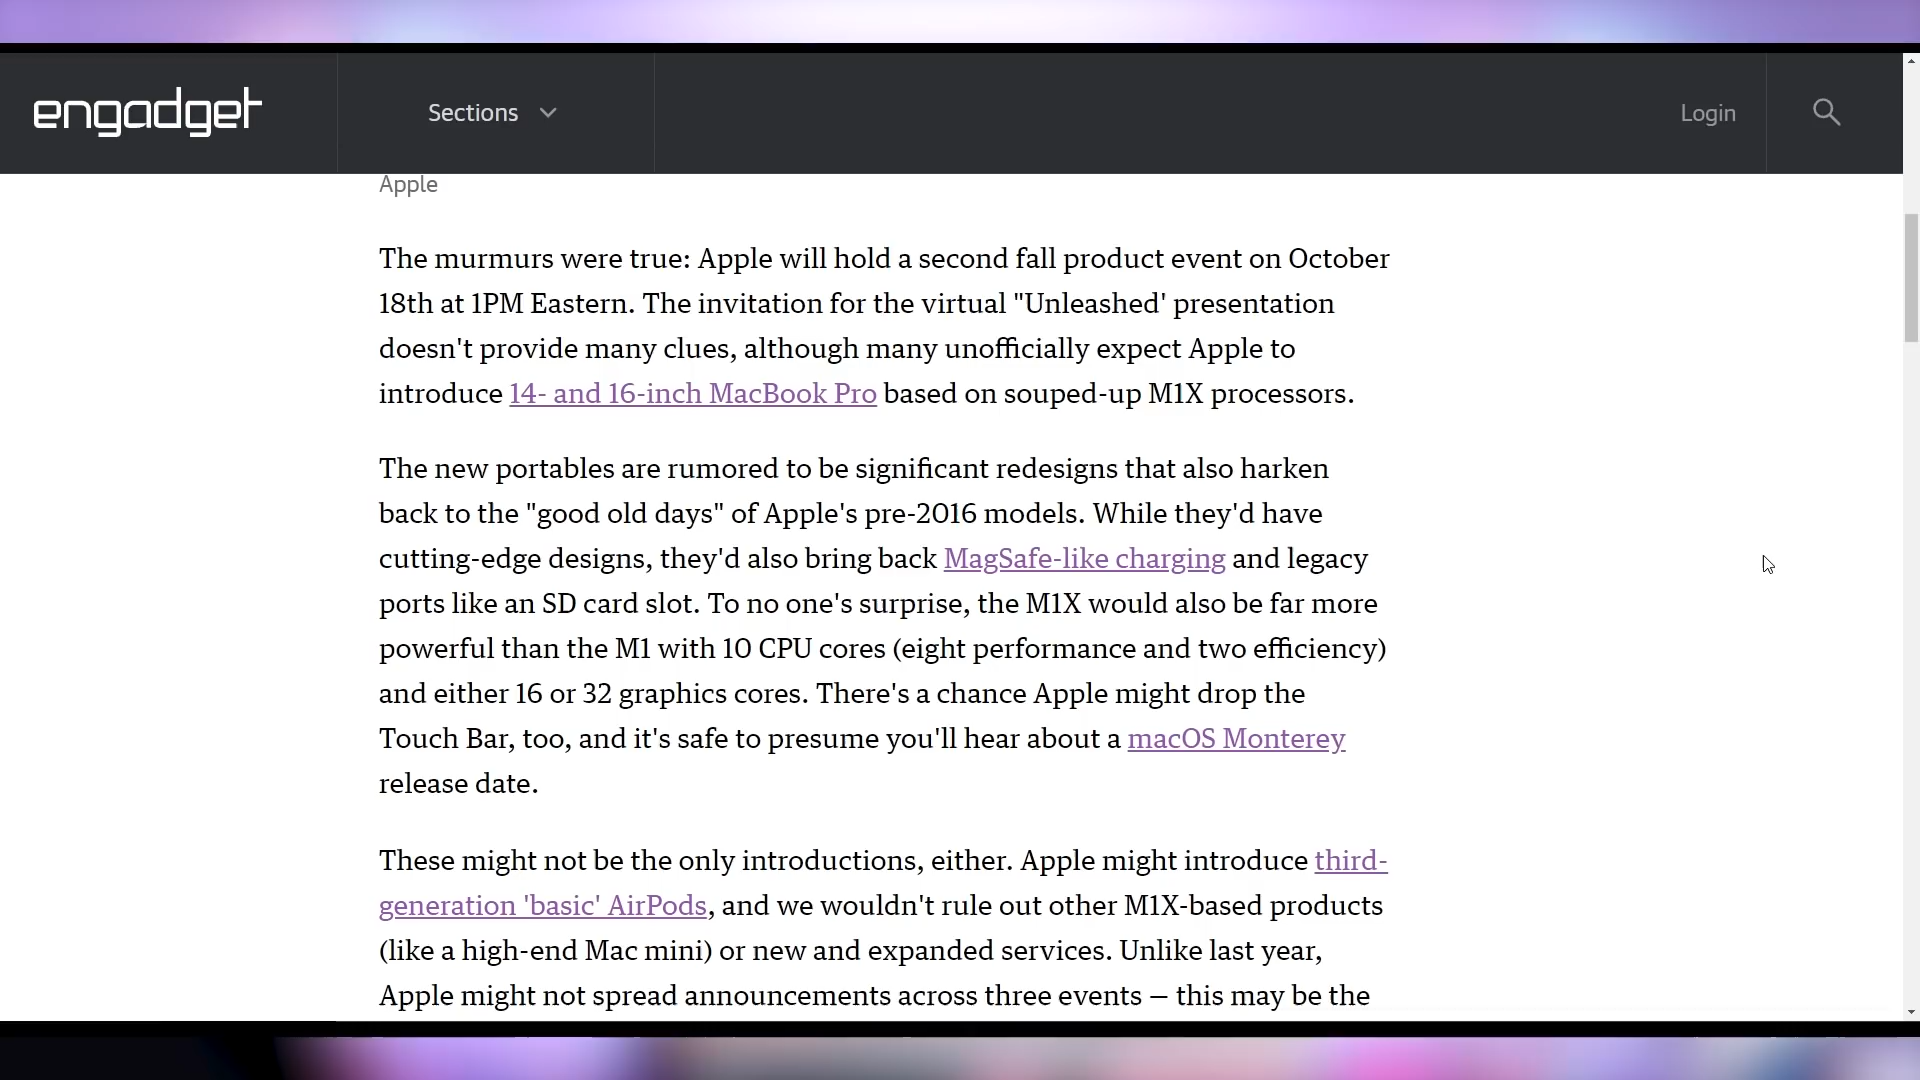 engadget
Sections
Login
Apple
The murmurs were true: Apple will hold a second fall product event on October
18th at 1PM Eastern. The invitation for the virtual "Unleashed' presentation
doesn't provide many clues, although many unofficially expect Apple to
introduce 14- and 16-inch MacBook Pro based on souped-up M1X processors.
The new portables are rumored to be significant redesigns that also harken
back to the "good old days" of Apple's pre-2016 models. While they'd have
cutting-edge designs, they'd also bring back MagSafe-like charging and legacy
ports like an SD card slot. To no one's surprise, the M1X would also be far more
powerful than the M1 with 10 CPU cores (eight performance and two efficiency)
and either 16 or 32 graphics cores. There's a chance Apple might drop the
Touch Bar, too, and it's safe to presume you'll hear about a macOS Monterey
release date.
These might not be the only introductions, either. Apple might introduce third-
generation 'basic' AirPods, and we wouldn't rule out other M1X-based products
(like a high-end Mac mini) or new and expanded services. Unlike last year,
Apple might not spread announcements across three events — this may be the